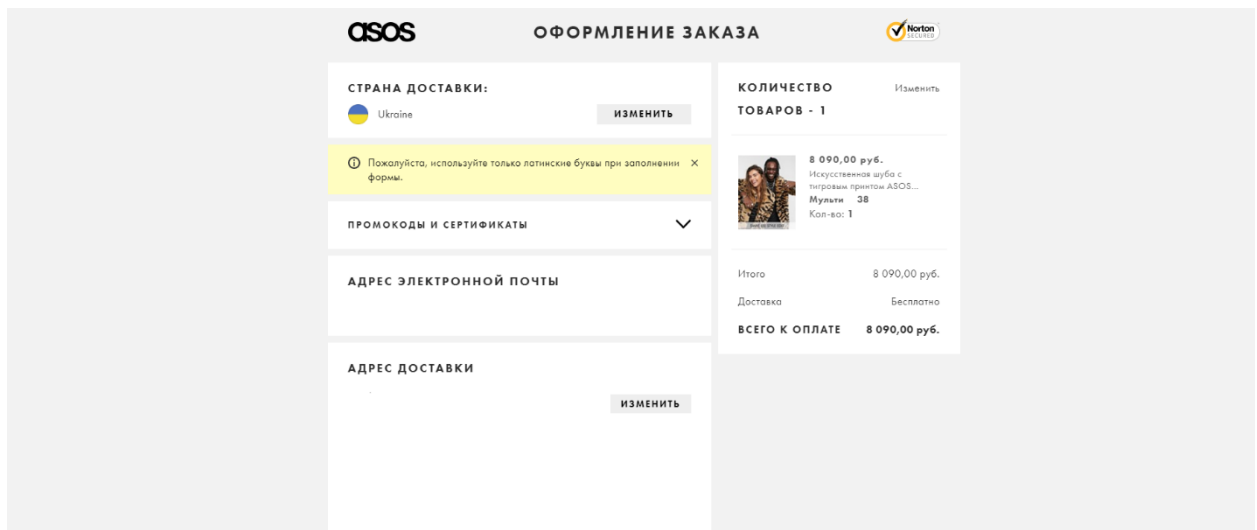 asos
ОФОРМЛЕНИЕ ЗАКАЗА
Norton
SECURED
СТРАНА ДОСТАВКИ:
Ukraine
ИЗМЕНИТЬ
Пожалуйста, используйте только латинские буквы при заполнении
формы.
ПРОМОКОДЫ И СЕРТИФИКАТЫ
АДРЕС ЭЛЕКТРОННОЙ ПОЧТЫ
АДРЕС ДОСТАВКИ
ИЗМЕНИТЬ
КОЛИЧЕСТВО
ТОВАРОВ - 1
Изменить
8 090,00 руб.
Искусственная шуба с
тигровым принтом ASOS...
Мульти 38
Кол-во: 1
Итого 8 090,00 руб.
Доставка Бесплатно
ВСЕГО К ОПЛАТЕ 8 090,00 руб.